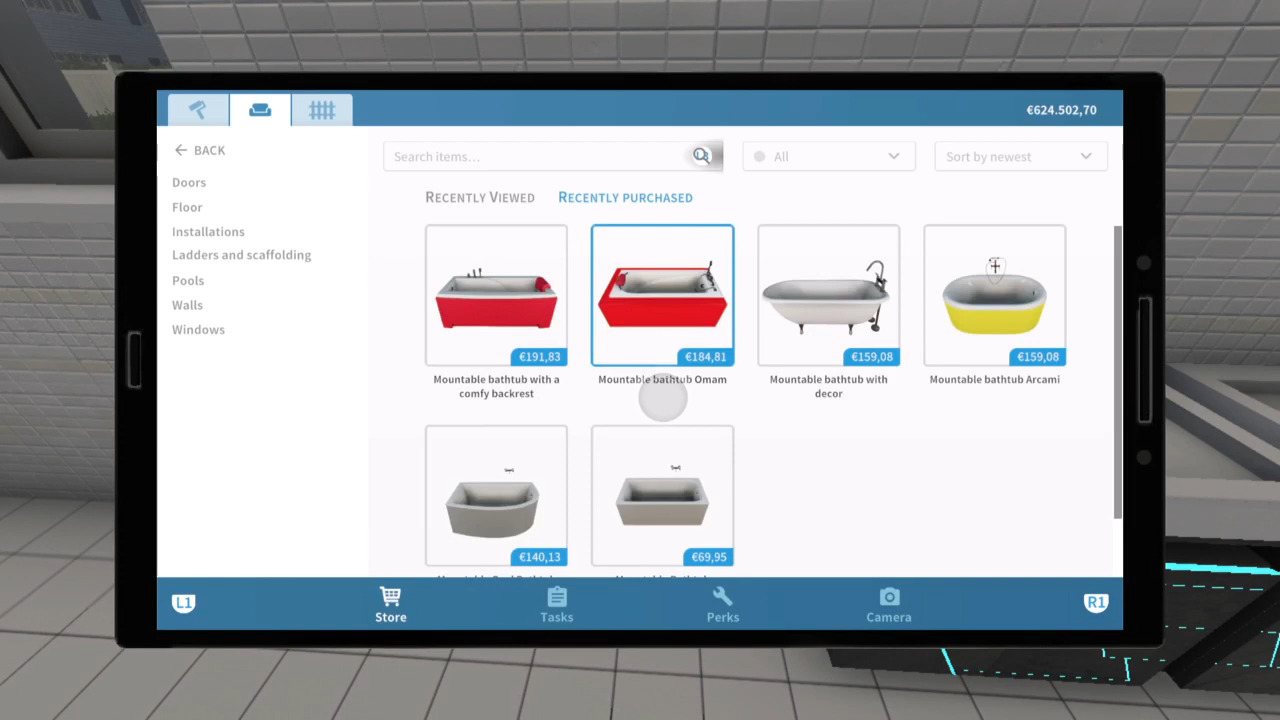 €624.502,70
BACK
Doors
Floor
Installations
Ladders and scaffolding
Pools
Walls
Windows
Search items…
All
Sort by newest
RECENTLY VIEWED
RECENTLY PURCHASED
€191,83
Mountable bathtub with a
comfy backrest
€184,81
Mountable bathtub Omam
€159,08
Mountable bathtub with
decor
€159,08
Mountable bathtub Arcami
€140,13
€69,95
L1
Store
Tasks
Perks
Camera
R1